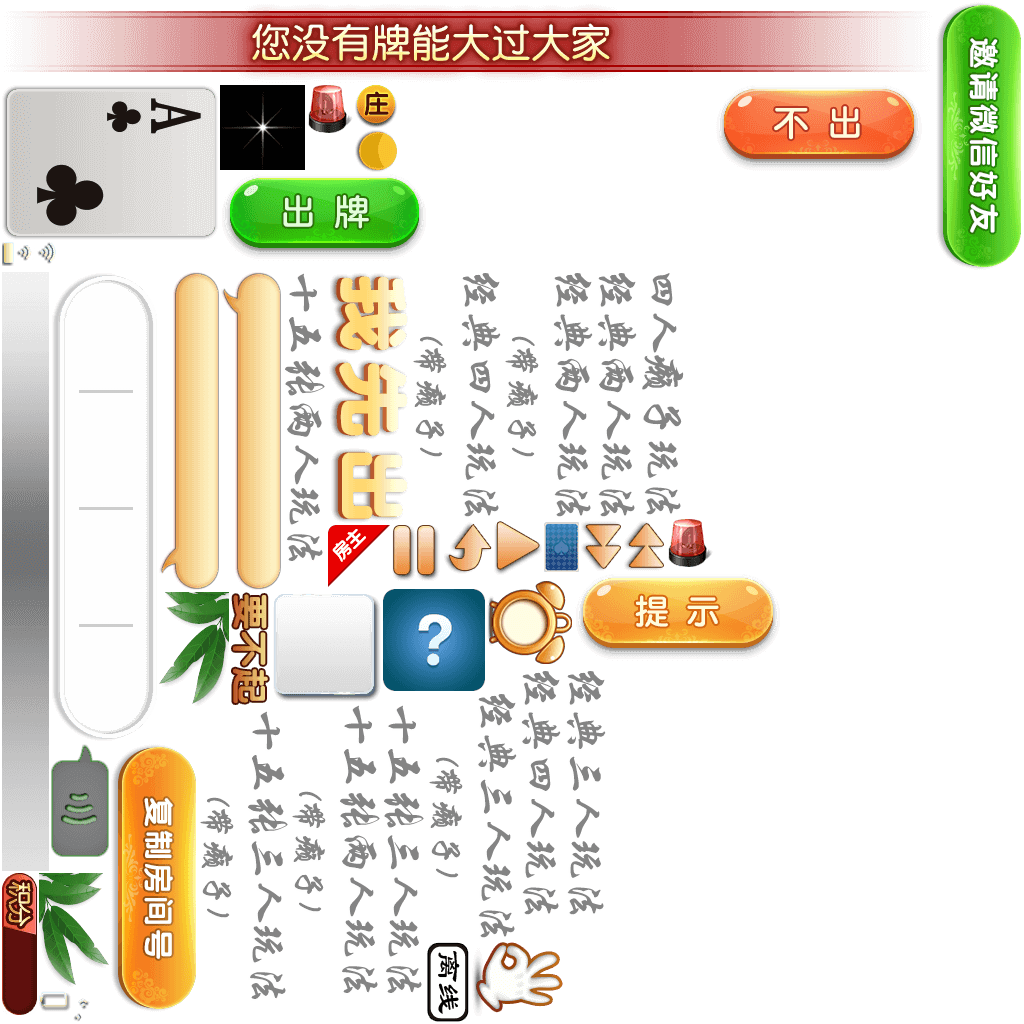 您没有牌能大过大家
邀请微信好友
A
庄
不出
出牌
十五张两人玩法
我先出
(带癞子)
经典四人玩法
(带癞子)
经典两人玩法
经典两人玩法
四人癞子玩法
房主
要不起
?
提示
复制房间号
(带癞子)
十五张三人玩法
(带癞子)
十五张两人玩法
十五张三人玩法
(带癞子)
经典三人玩法
经典四人玩法
经典三人玩法
积分
离线